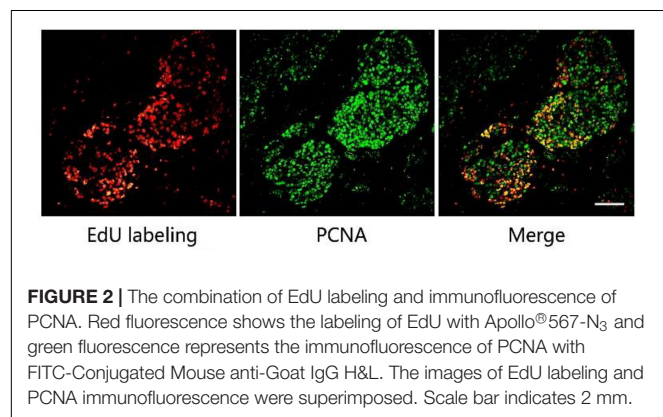 EdU labeling PCNA Merge
FIGURE 2 | The combination of EdU labeling and immunofluorescence of
PCNA. Red fluorescence shows the labeling of EdU with Apollo®567-N₃ and
green fluorescence represents the immunofluorescence of PCNA with
FITC-Conjugated Mouse anti-Goat IgG H&L. The images of EdU labeling and
PCNA immunofluorescence were superimposed. Scale bar indicates 2 mm.